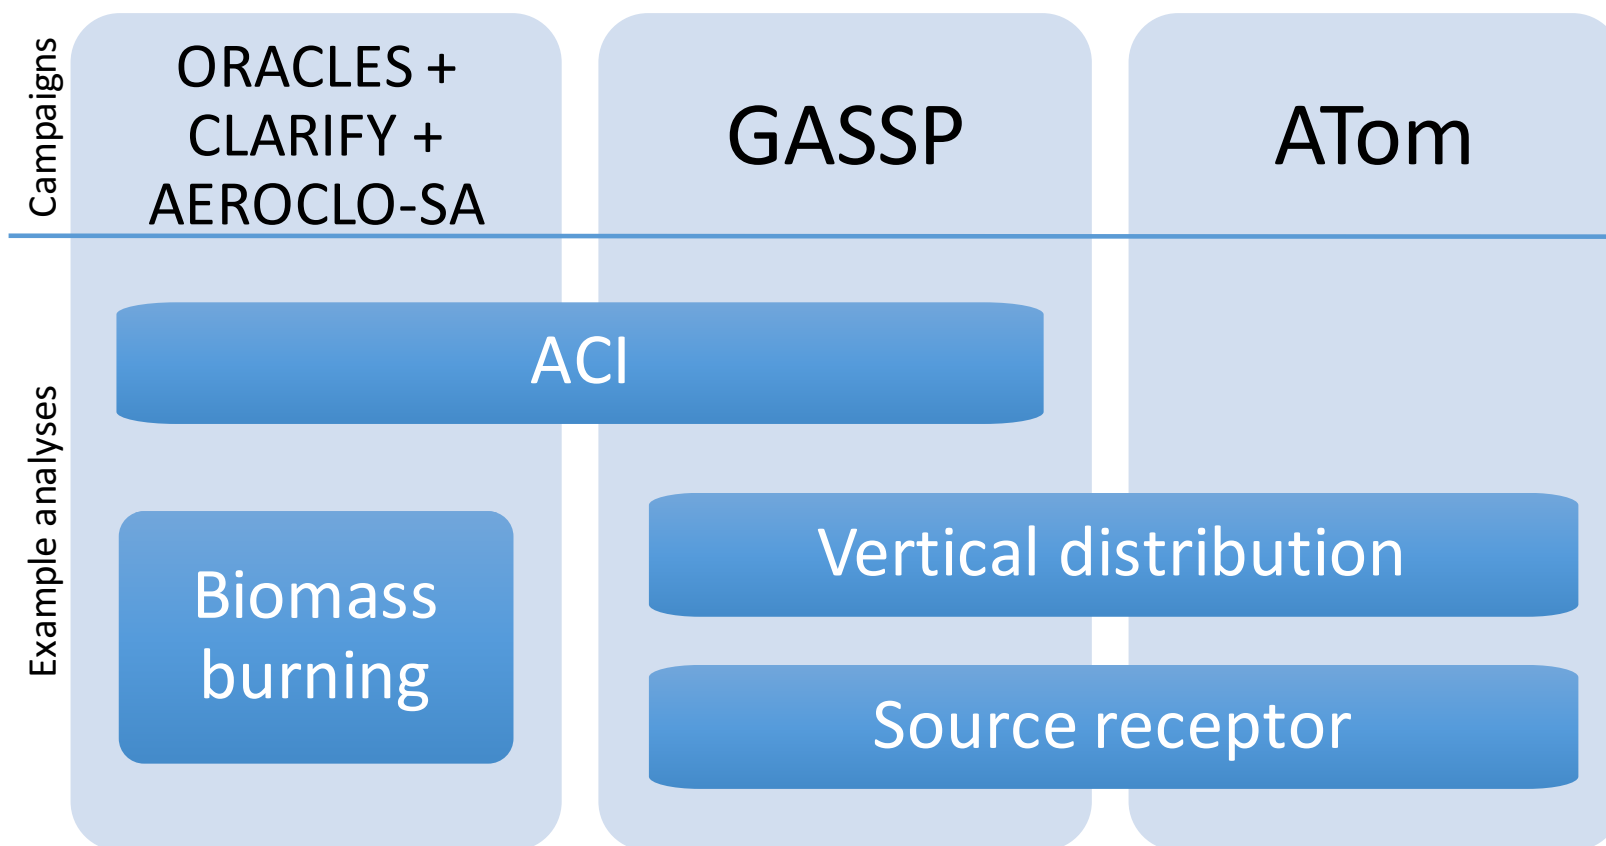 Campaigns
ORACLES +
CLARIFY +
AEROCLO-SA
GASSP
ATom
Example analyses
ACI
Biomass
burning
Vertical distribution
Source receptor